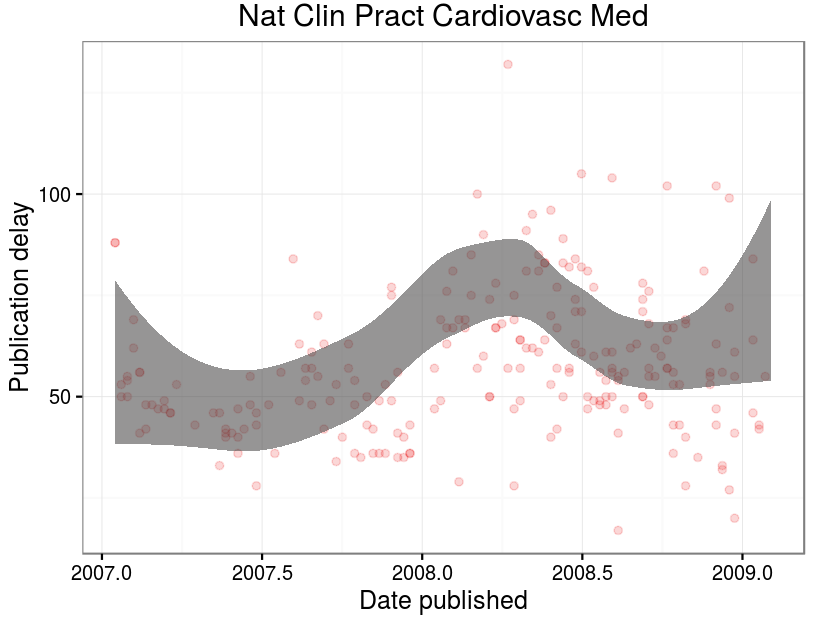 Nat Clin Pract Cardiovasc Med
Publication delay
100
50
2007.0 2007.5 2008.0 2008.5 2009.0
Date published